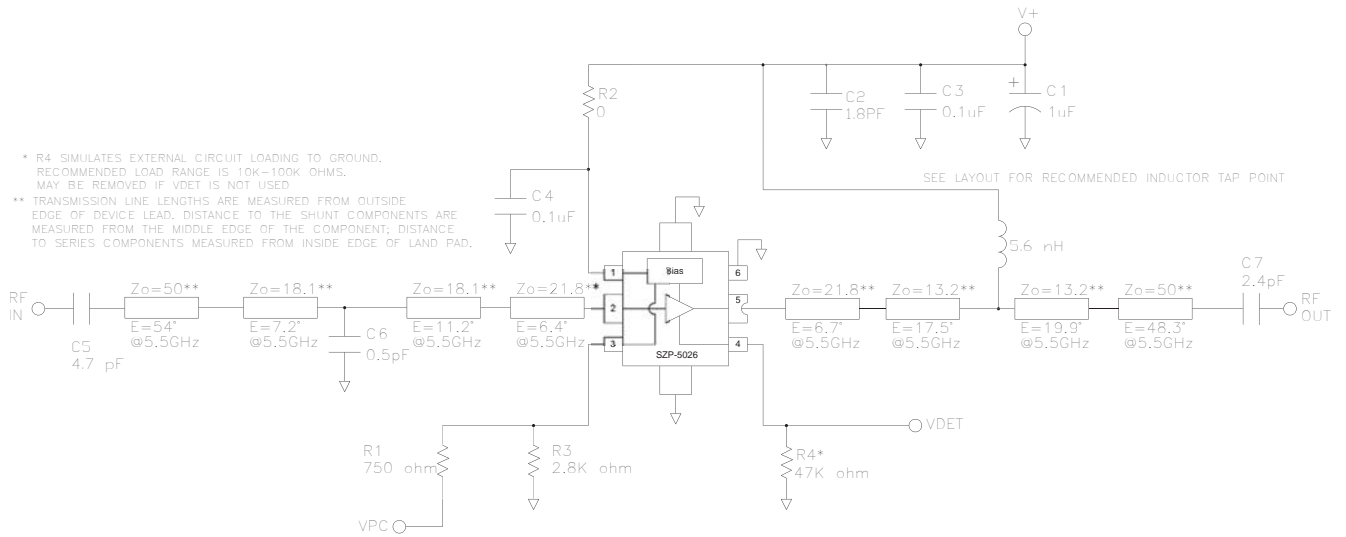 V+
R2
0
C2
1.8PF
C3
0.1uF
+
C1
1uF
* R4 SIMULATES EXTERNAL CIRCUIT LOADING TO GROUND.
RECOMMENDED LOAD RANGE IS 10K-100K OHMS.
MAY BE REMOVED IF VDET IS NOT USED
** TRANSMISSION LINE LENGTHS ARE MEASURED FROM OUTSIDE
EDGE OF DEVICE LEAD. DISTANCE TO THE SHUNT COMPONENTS ARE
MEASURED FROM THE MIDDLE EDGE OF THE COMPONENT; DISTANCE
TO SERIES COMPONENTS MEASURED FROM INSIDE EDGE OF LAND PAD.
SEE LAYOUT FOR RECOMMENDED INDUCTOR TAP POINT
C4
0.1uF
5.6 nH
1
Bias
6
2
5
3
4
SZP-5026
RF
IN
C5
4.7 pF
Zo=50**
E=54°
@5.5GHz
Zo=18.1**
E=7.2°
@5.5GHz
C6
0.5pF
Zo=18.1**
E=11.2°
@5.5GHz
Zo=21.8**
E=6.4°
@5.5GHz
Zo=21.8**
E=6.7°
@5.5GHz
Zo=13.2**
E=17.5°
@5.5GHz
Zo=13.2**
E=19.9°
@5.5GHz
Zo=50**
E=48.3°
@5.5GHz
C7
2.4pF
RF
OUT
R1
750 ohm
R3
2.8K ohm
VPC
VDET
R4*
47K ohm